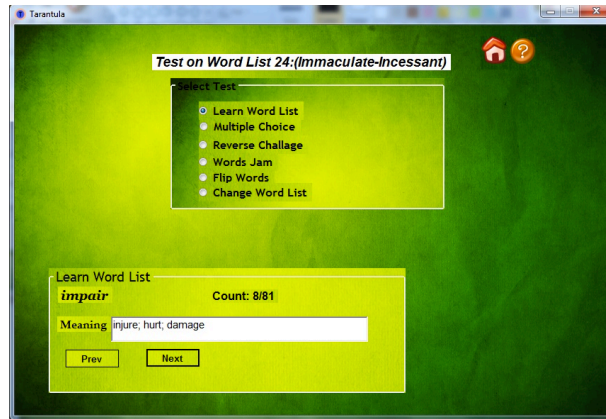 Tarantula
Test on Word List 24:(Immaculate-Incessant)
?
Select Test
Learn Word List
Multiple Choice
Reverse Challage
Words Jam
Flip Words
Change Word List
Learn Word List
impair Count: 8/81
Meaning injure; hurt; damage
Prev Next